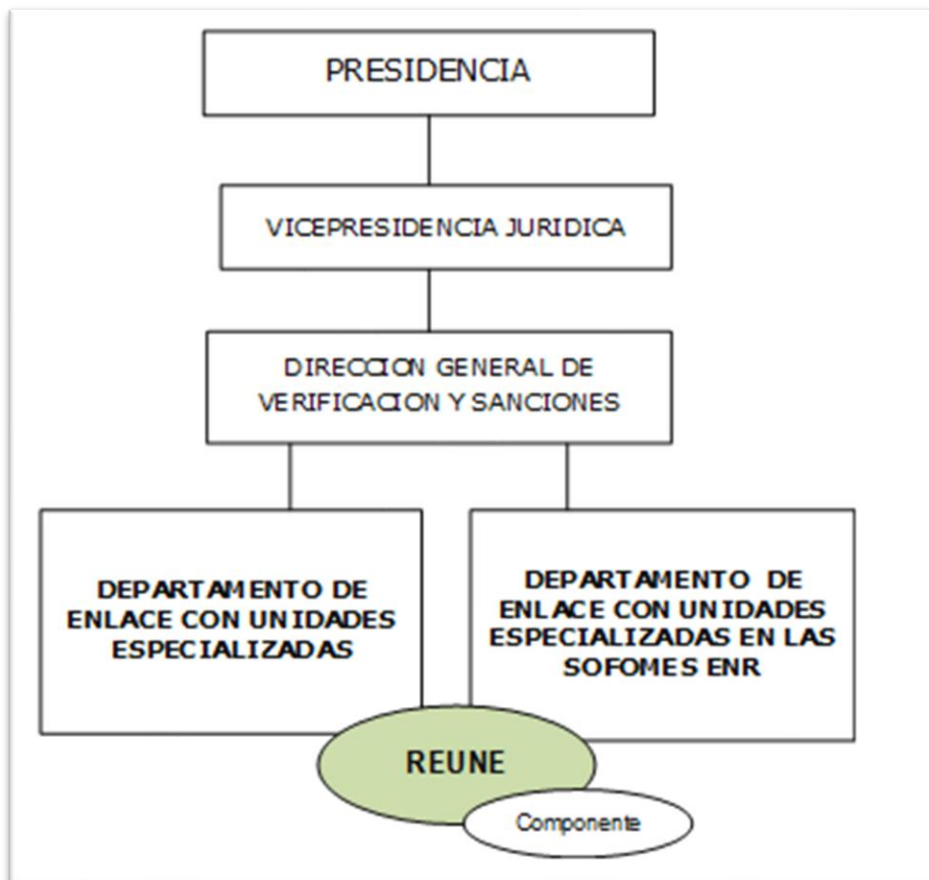 PRESIDENCIA
VICEPRESIDENCIA JURIDICA
DIRECCION GENERAL DE
VERIFICACION Y SANCIONES
DEPARTAMENTO DE
ENLACE CON UNIDADES
ESPECIALIZADAS
DEPARTAMENTO DE
ENLACE CON UNIDADES
ESPECIALIZADAS EN LAS
SOFOMES ENR
REUNE
Componente